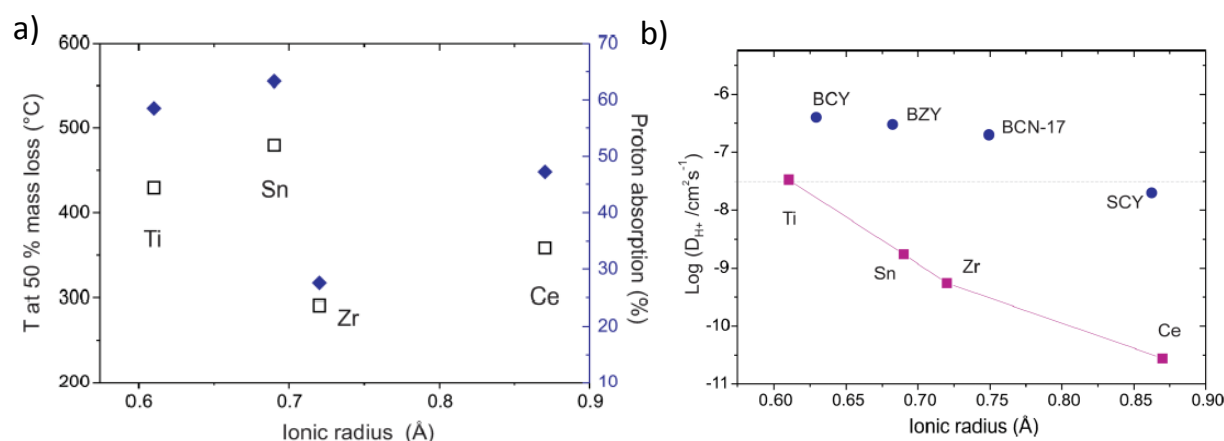 a)
600
500
400
300
200
T at 50 % mass loss (°C)
Ti
Sn
Zr
Ce
70
60
50
40
30
20
10
Proton absorption (%)
0.6
0.7
0.8
0.9
Ionic radius (Å)
b)
-6
-7
-8
-9
-10
-11
Log (D_H+ /cm²s⁻¹)
BCY
BZY
BCN-17
SCY
Ti
Sn
Zr
Ce
0.60
0.65
0.70
0.75
0.80
0.85
0.90
Ionic radius (Å)